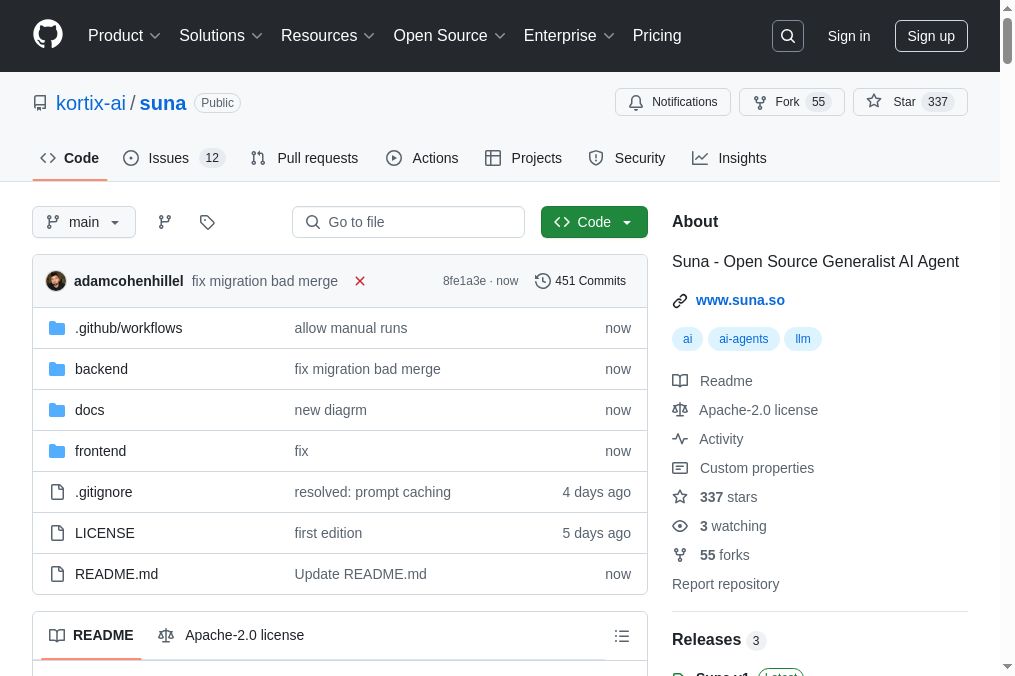 Product Solutions Resources Open Source Enterprise Pricing Sign in Sign up
kortix-ai / suna Public Notifications Fork 55 Star 337
Code Issues 12 Pull requests Actions Projects Security Insights
main Go to file Code
adamcohenhillel fix migration bad merge 8fe1a3e · now 451 Commits
.github/workflows allow manual runs now
backend fix migration bad merge now
docs new diagrm now
frontend fix now
.gitignore resolved: prompt caching 4 days ago
LICENSE first edition 5 days ago
README.md Update README.md now
README Apache-2.0 license
About
Suna - Open Source Generalist AI Agent
www.suna.so
ai ai-agents llm
Readme
Apache-2.0 license
Activity
Custom properties
337 stars
3 watching
55 forks
Report repository
Releases 3
Suna v1 Latest